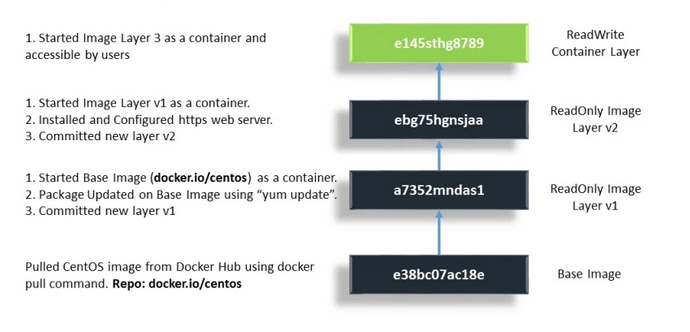 1. Started Image Layer 3 as a container and
accessible by users
e145sthg8789
ReadWrite
Container Layer
1. Started Image Layer v1 as a container.
2. Installed and Configured https web server.
3. Committed new layer v2
ebg75hgnsjaa
ReadOnly Image
Layer v2
1. Started Base Image (docker.io/centos) as a container.
2. Package Updated on Base Image using “yum update”.
3. Committed new layer v1
a7352mndas1
ReadOnly Image
Layer v1
Pulled CentOS image from Docker Hub using docker
pull command. Repo: docker.io/centos
e38bc07ac18e
Base Image